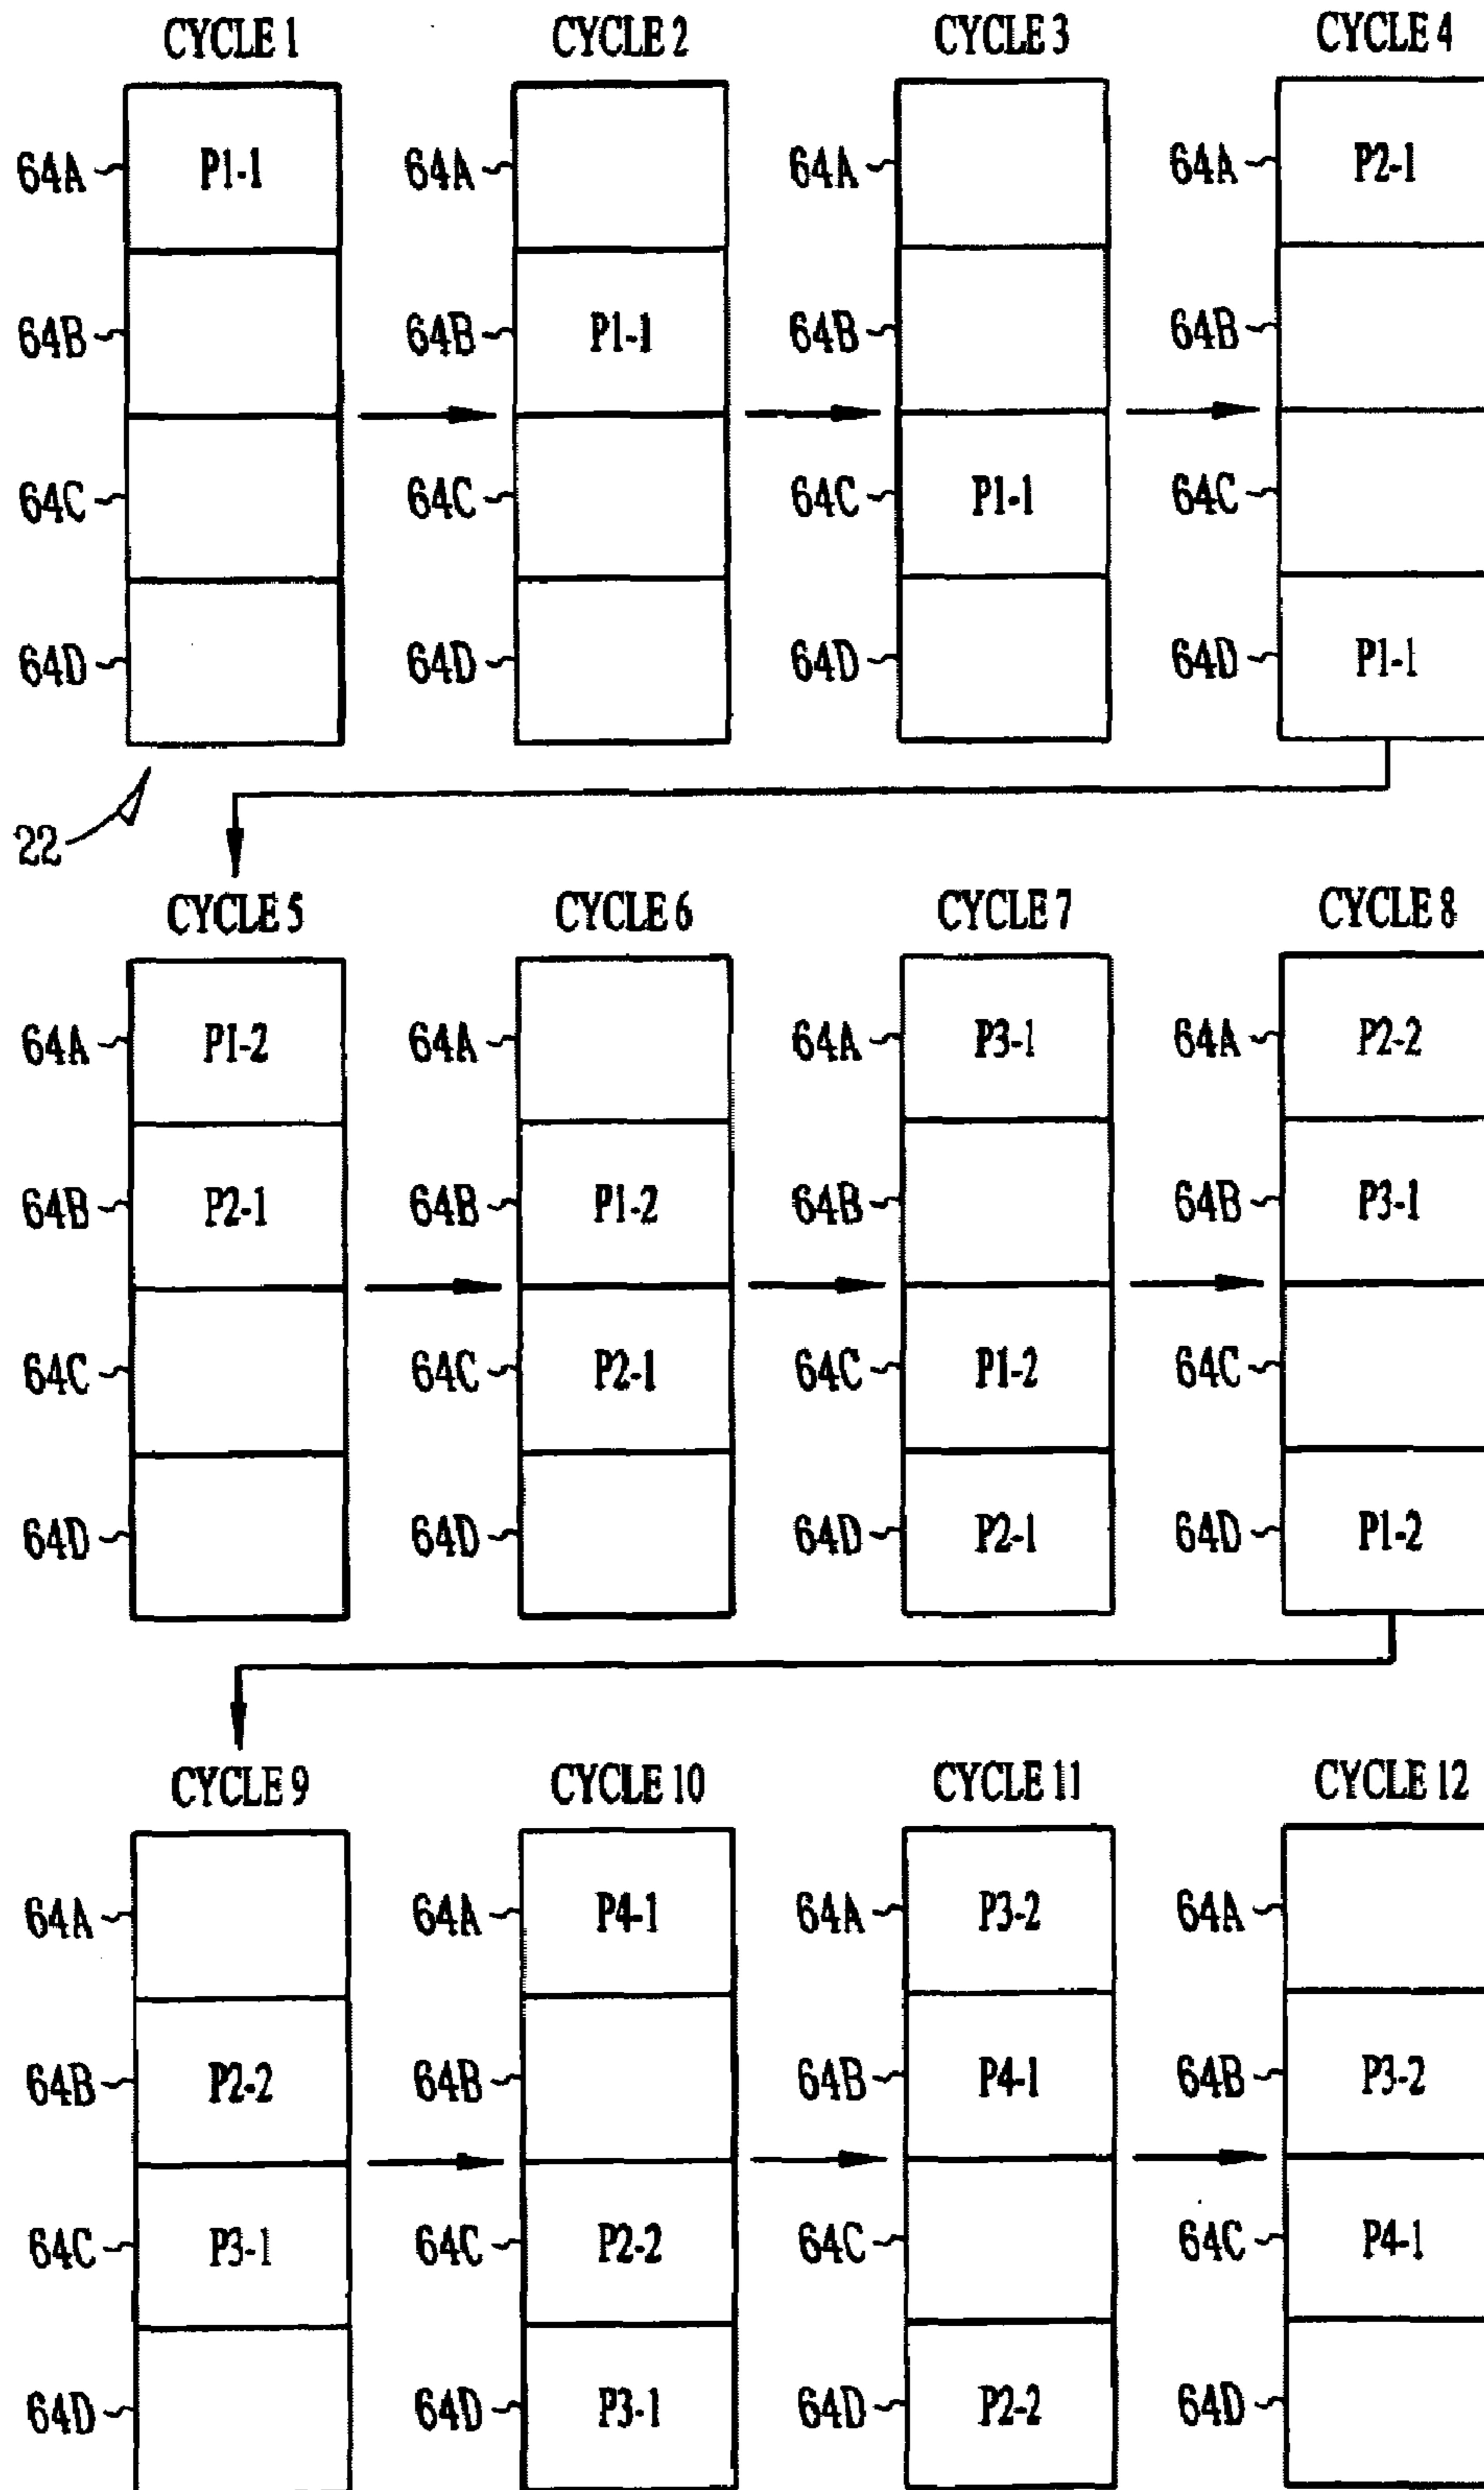 CYCLE 1 CYCLE 2 CYCLE 3 CYCLE 4
64A P1-1 64A 64A 64A P2-1
64B 64B P1-1 64B 64B
64C 64C 64C P1-1 64C
64D 64D 64D 64D P1-1
22
CYCLE 5 CYCLE 6 CYCLE 7 CYCLE 8
64A P1-2 64A 64A P3-1 64A P2-2
64B P2-1 64B P1-2 64B 64B P3-1
64C 64C P2-1 64C P1-2 64C
64D 64D 64D P2-1 64D P1-2
CYCLE 9 CYCLE 10 CYCLE 11 CYCLE 12
64A 64A P4-1 64A P3-2 64A
64B P2-2 64B 64B P4-1 64B P3-2
64C P3-1 64C P2-2 64C 64C P4-1
64D 64D P3-1 64D P2-2 64D